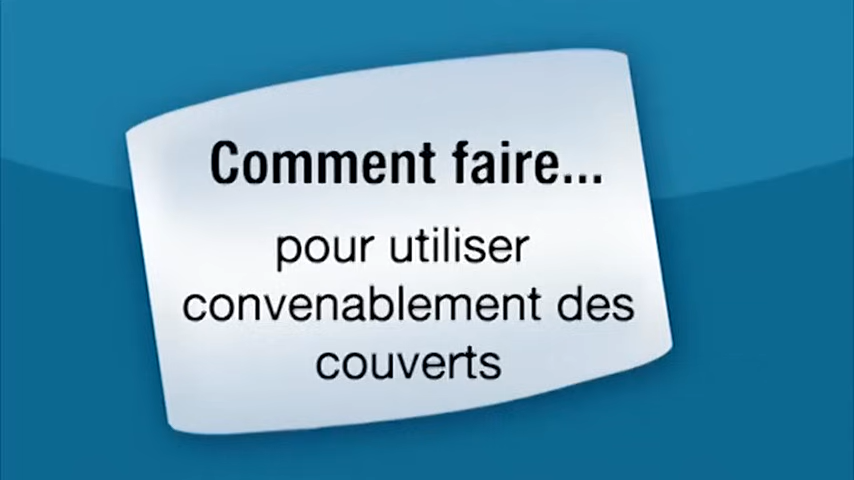 Comment faire...
pour utiliser
convenablement des
couverts